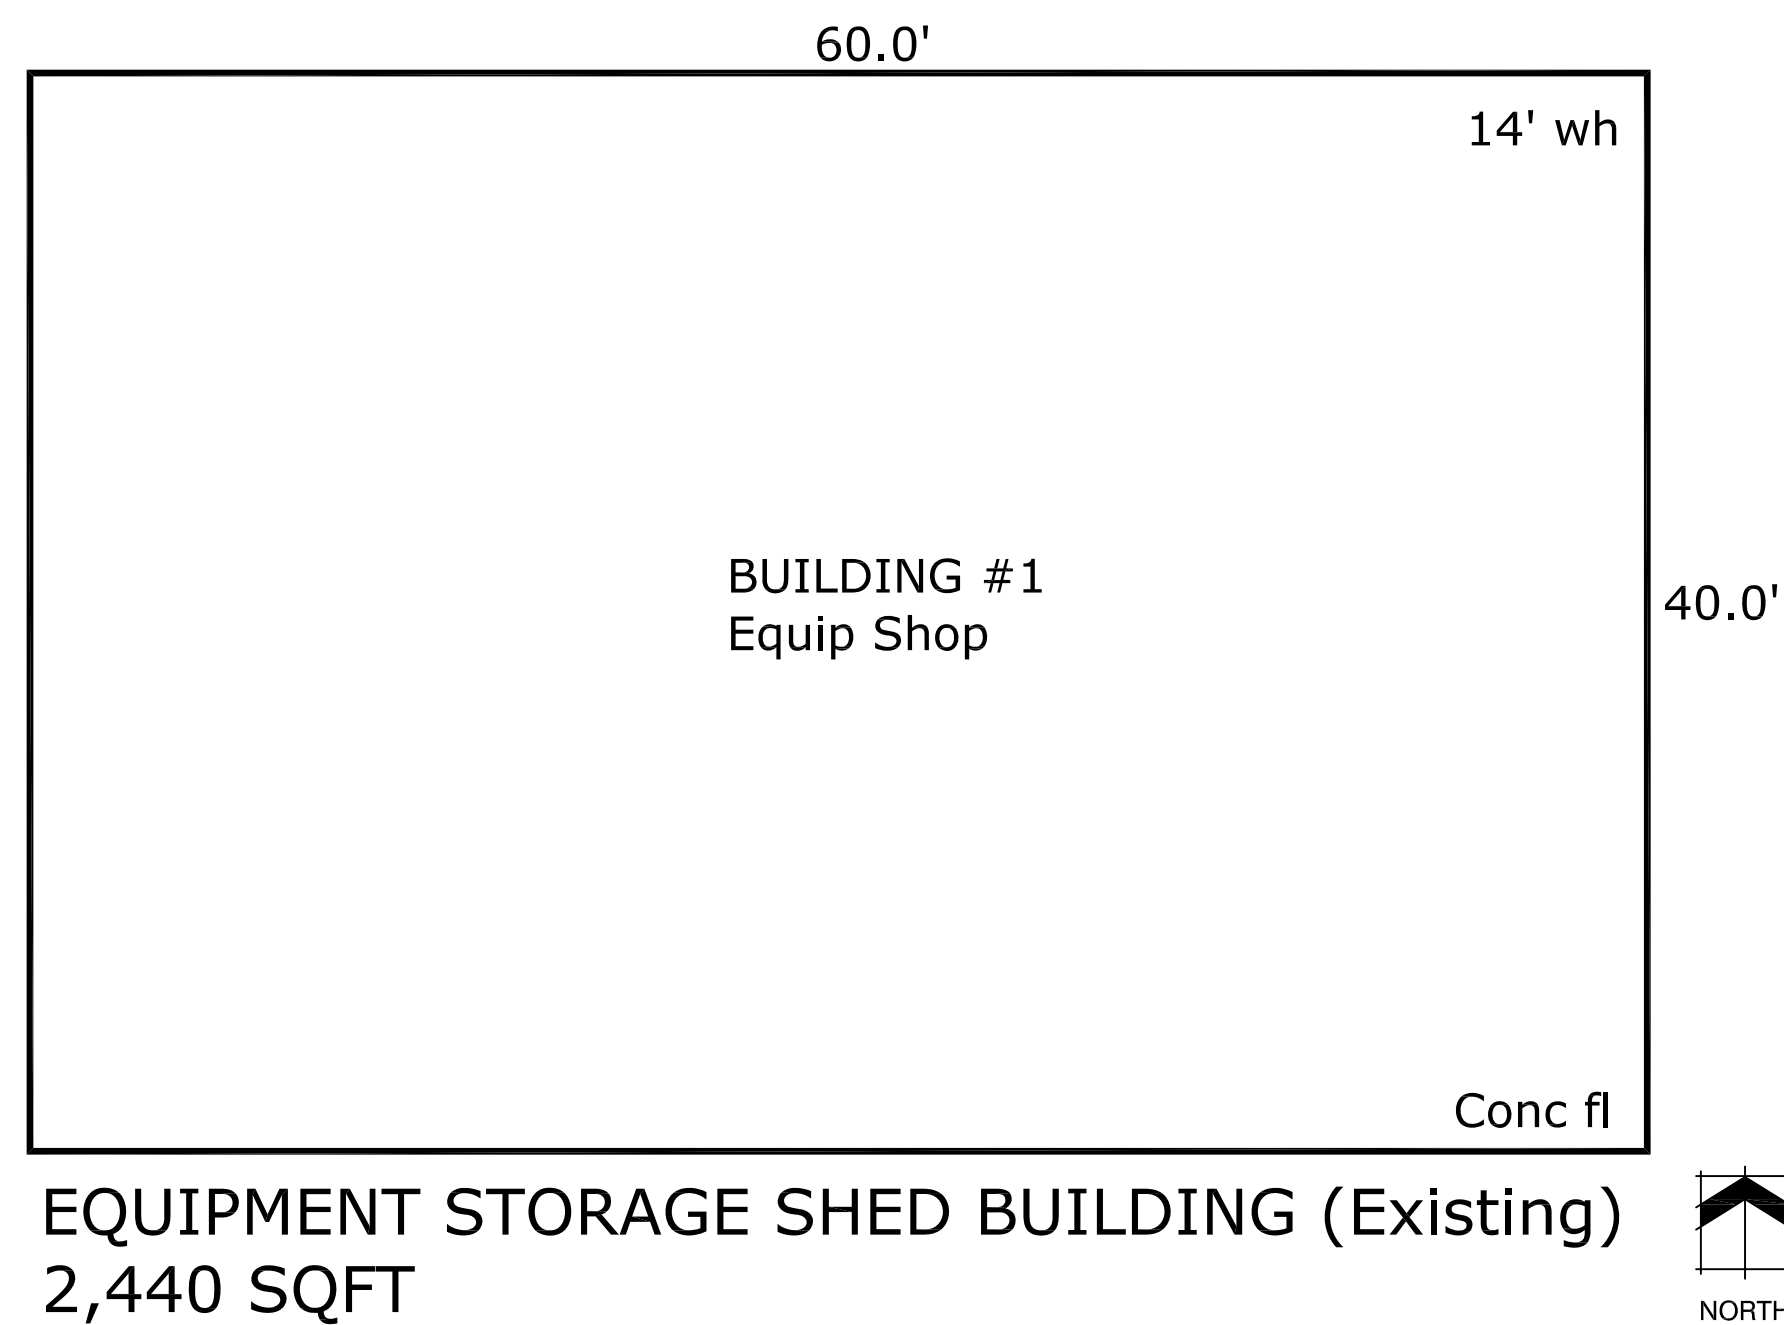 60.0'
14' wh
BUILDING #1
Equip Shop
40.0'
Conc fl
EQUIPMENT STORAGE SHED BUILDING (Existing)
2,440 SQFT
NORTH